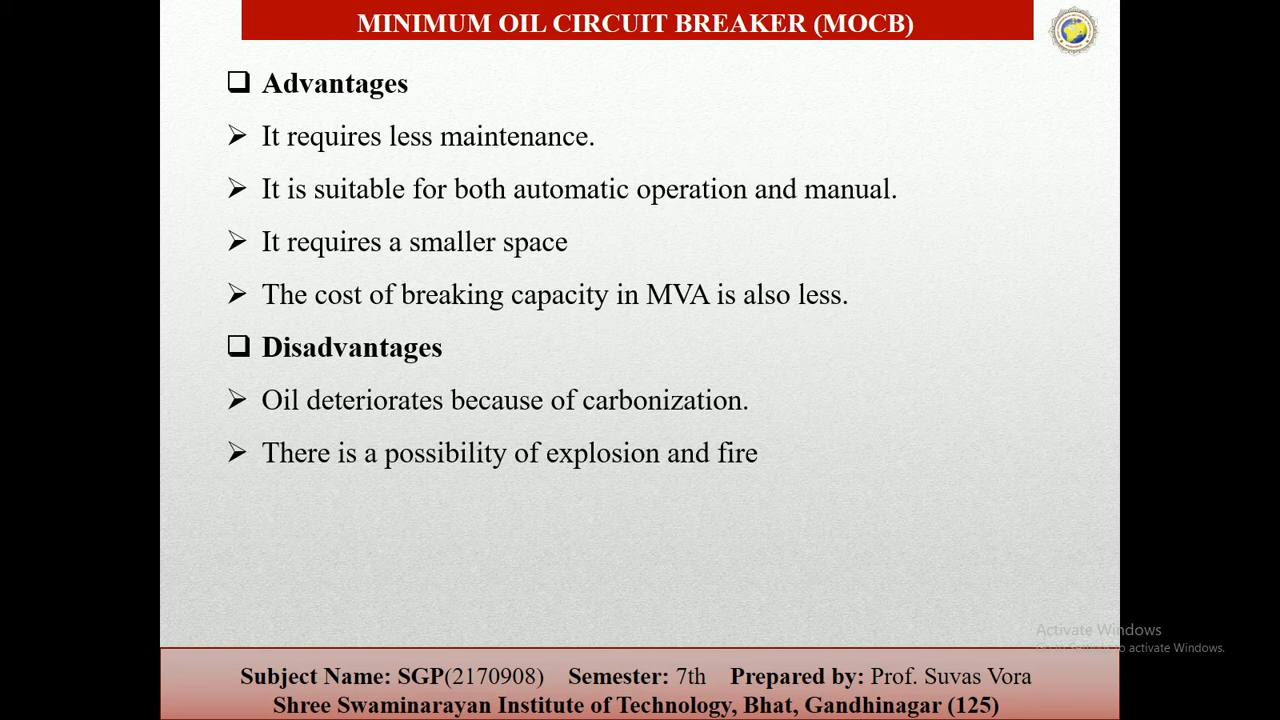 MINIMUM OIL CIRCUIT BREAKER (MOCB)
Advantages
It requires less maintenance.
It is suitable for both automatic operation and manual.
It requires a smaller space
The cost of breaking capacity in MVA is also less.
Disadvantages
Oil deteriorates because of carbonization.
There is a possibility of explosion and fire
Activate Windows
to activate Windows.
Subject Name: SGP(2170908) Semester: 7th Prepared by: Prof. Suvas Vora
Shree Swaminarayan Institute of Technology, Bhat, Gandhinagar (125)